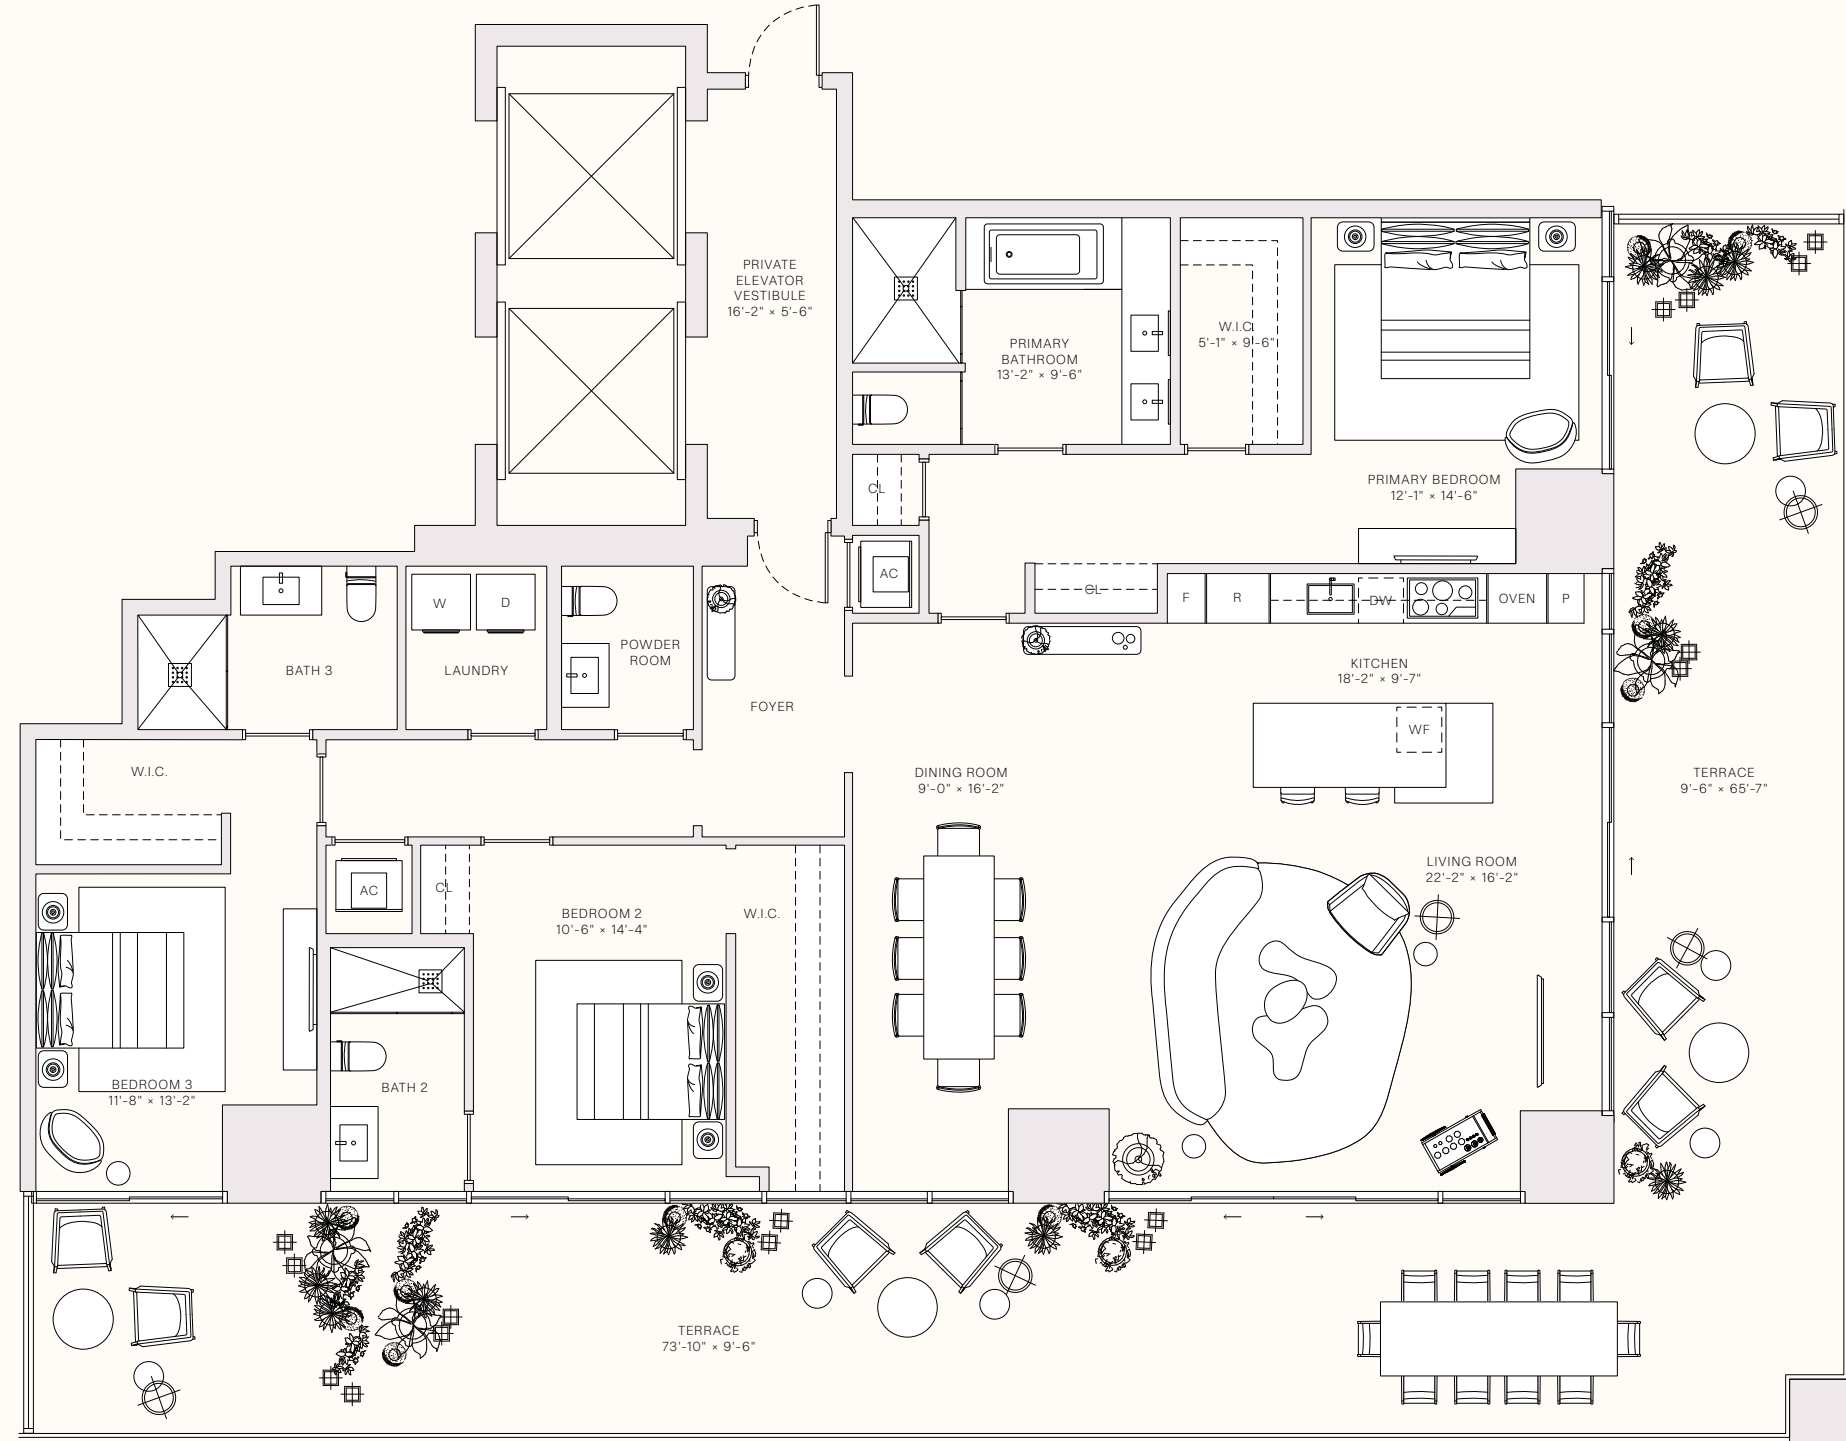 PRIVATE
ELEVATOR
VESTIBULE
16'-2" × 5'-6"
PRIMARY
BATHROOM
13'-2" × 9'-6"
W.I.C.
5'-1" × 9'-6"
PRIMARY BEDROOM
12'-1" × 14'-6"
CL
AC
CL
F
R
DW
OVEN
P
W
D
POWDER
ROOM
BATH 3
LAUNDRY
FOYER
KITCHEN
18'-2" × 9'-7"
WF
W.I.C.
DINING ROOM
9'-0" × 16'-2"
TERRACE
9'-6" × 65'-7"
LIVING ROOM
22'-2" × 16'-2"
AC
CL
BEDROOM 2
10'-6" × 14'-4"
W.I.C.
BEDROOM 3
11'-8" × 13'-2"
BATH 2
TERRACE
73'-10" × 9'-6"